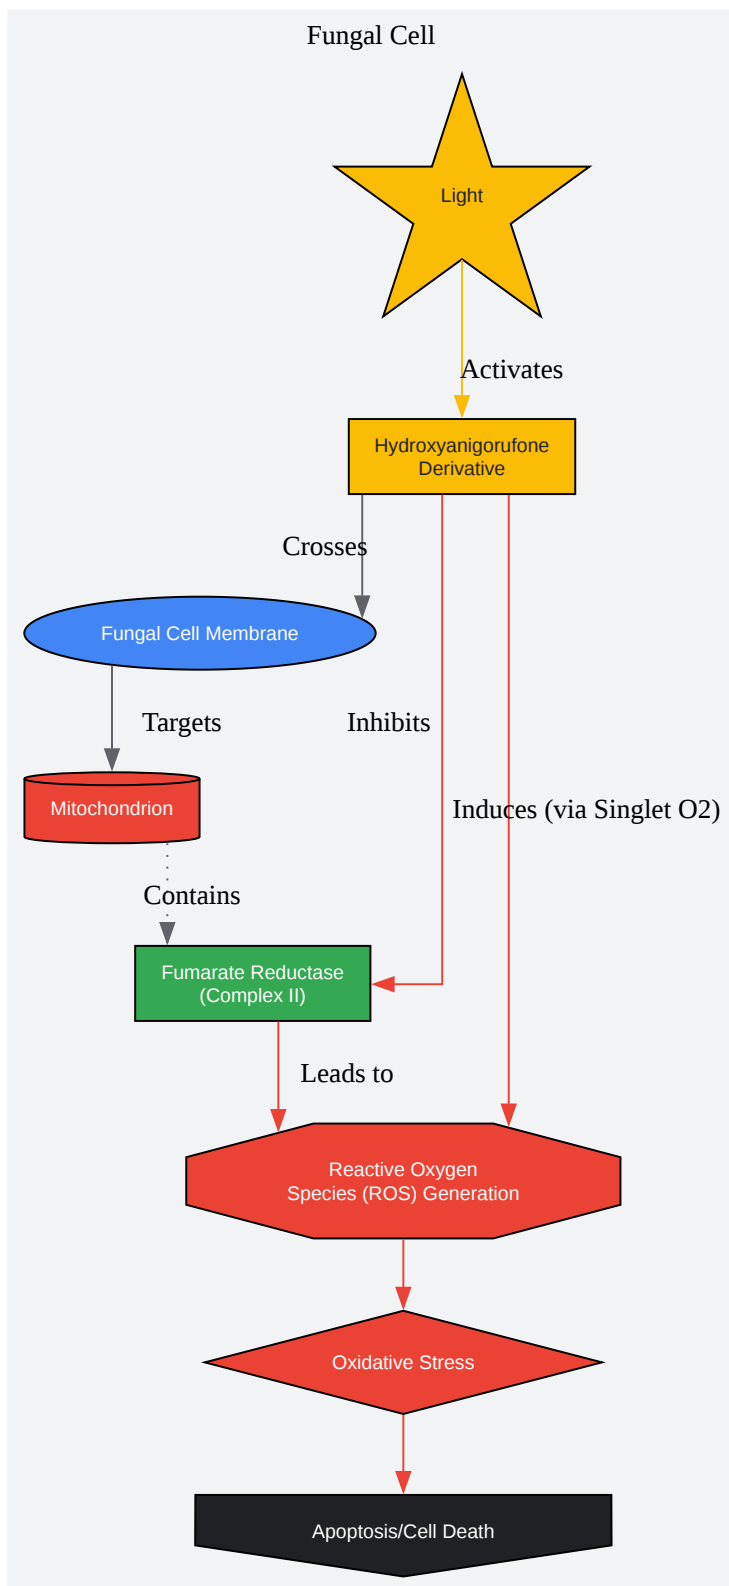 Fungal Cell
Light
Activates
Hydroxyanigorufone
Derivative
Crosses
Fungal Cell Membrane
Targets
Inhibits
Mitochondrion
Induces (via Singlet O2)
Contains
Fumarate Reductase
(Complex II)
Leads to
Reactive Oxygen
Species (ROS) Generation
Oxidative Stress
Apoptosis/Cell Death